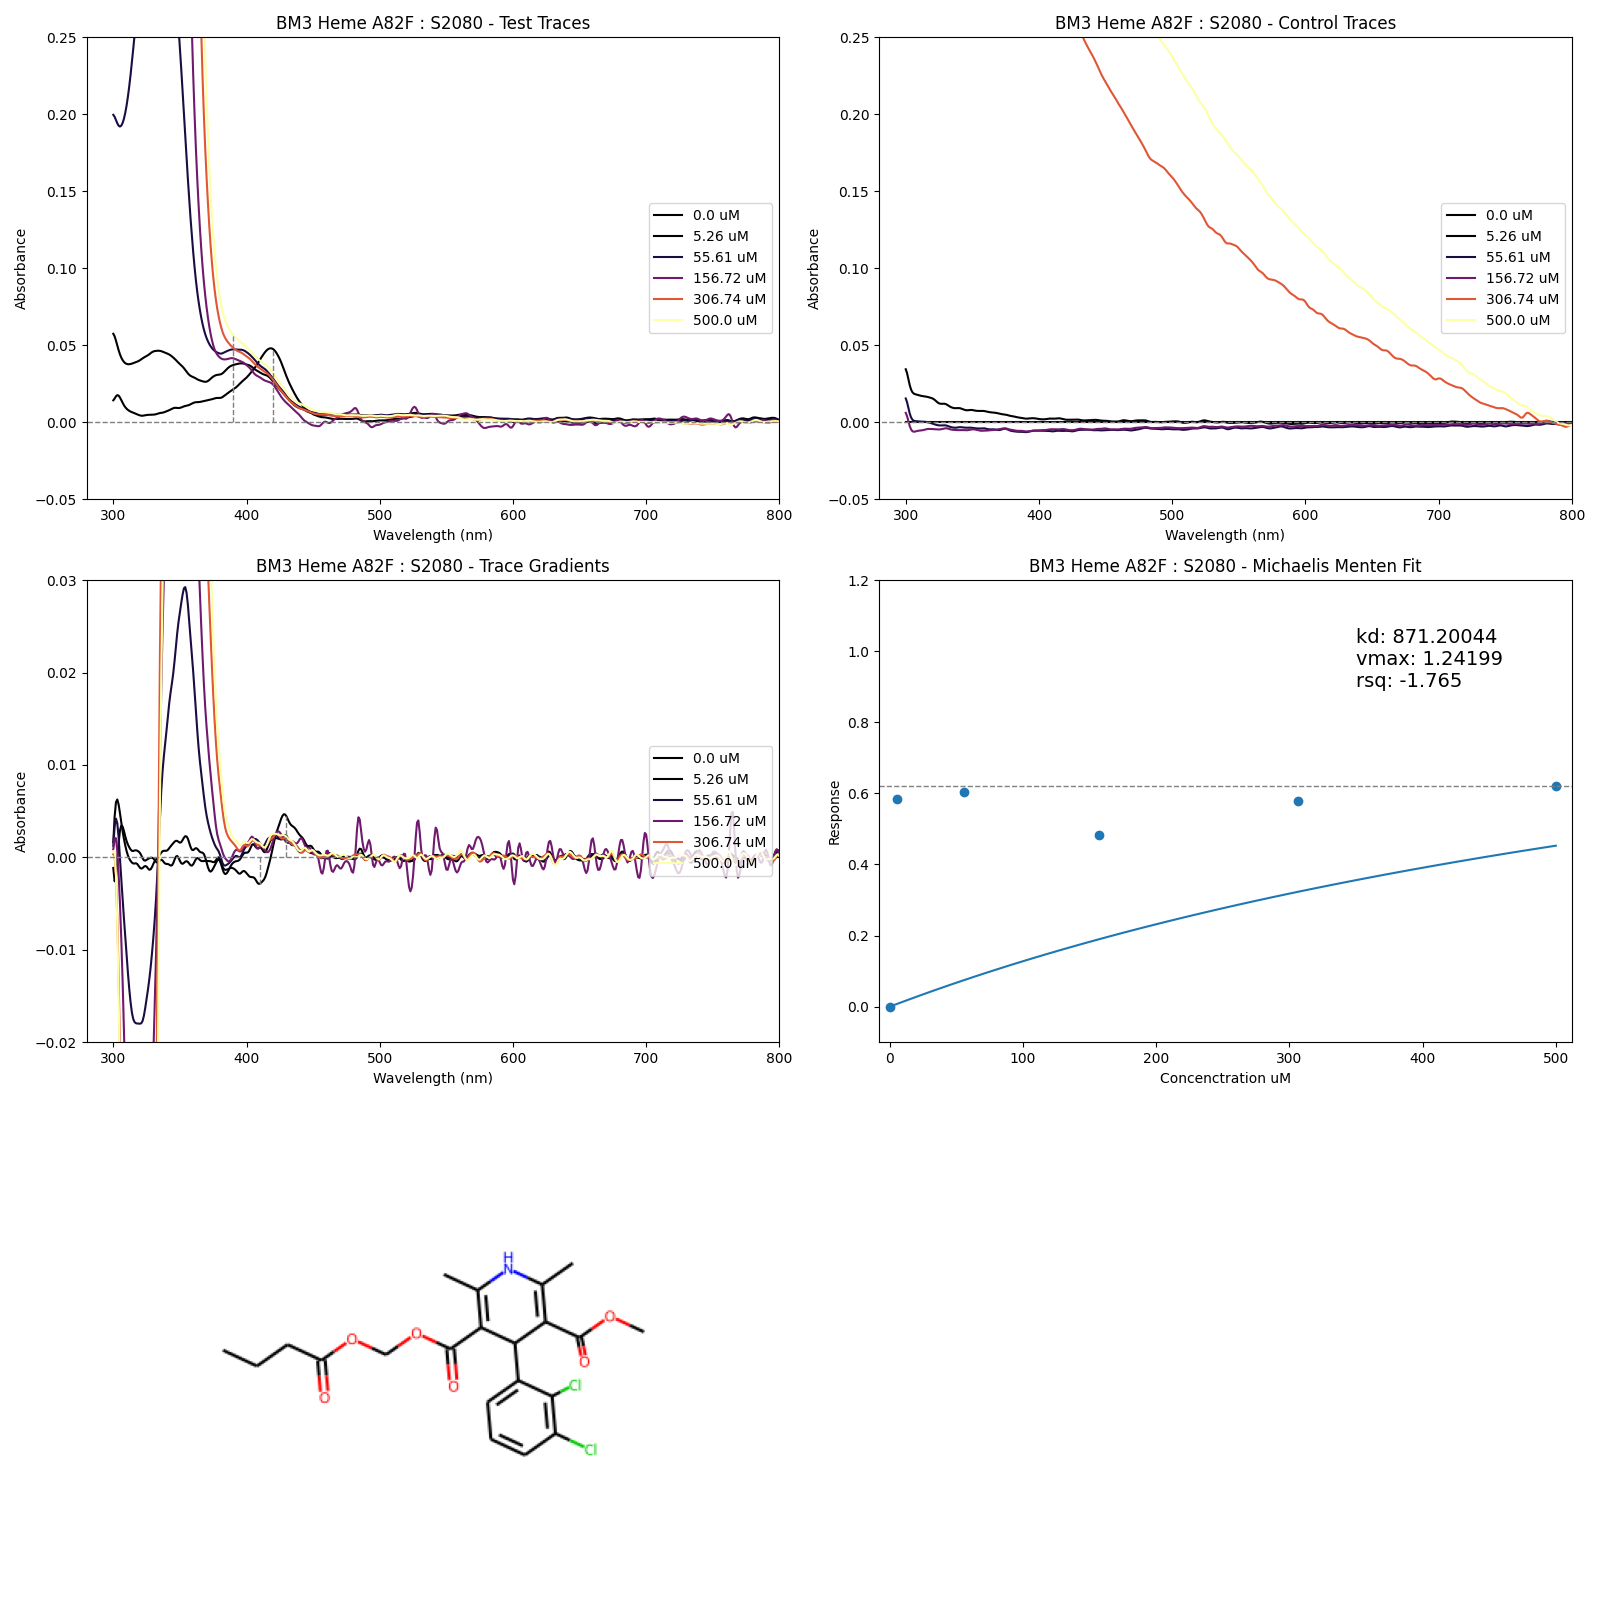 BM3 Heme A82F : S2080 - Test Traces
0.25
0.20
0.15
0.10
0.05
0.00
−0.05
Absorbance
300
400
500
600
700
800
Wavelength (nm)
0.0 uM
5.26 uM
55.61 uM
156.72 uM
306.74 uM
500.0 uM
BM3 Heme A82F : S2080 - Control Traces
0.25
0.20
0.15
0.10
0.05
0.00
−0.05
Absorbance
300
400
500
600
700
800
Wavelength (nm)
0.0 uM
5.26 uM
55.61 uM
156.72 uM
306.74 uM
500.0 uM
BM3 Heme A82F : S2080 - Trace Gradients
0.03
0.02
0.01
0.00
−0.01
−0.02
Absorbance
300
400
500
600
700
800
Wavelength (nm)
0.0 uM
5.26 uM
55.61 uM
156.72 uM
306.74 uM
500.0 uM
BM3 Heme A82F : S2080 - Michaelis Menten Fit
1.2
1.0
0.8
0.6
0.4
0.2
0.0
Response
kd: 871.20044
vmax: 1.24199
rsq: -1.765
0
100
200
300
400
500
Concenctration uM
H
N
O
O
O
O
O
O
Cl
Cl